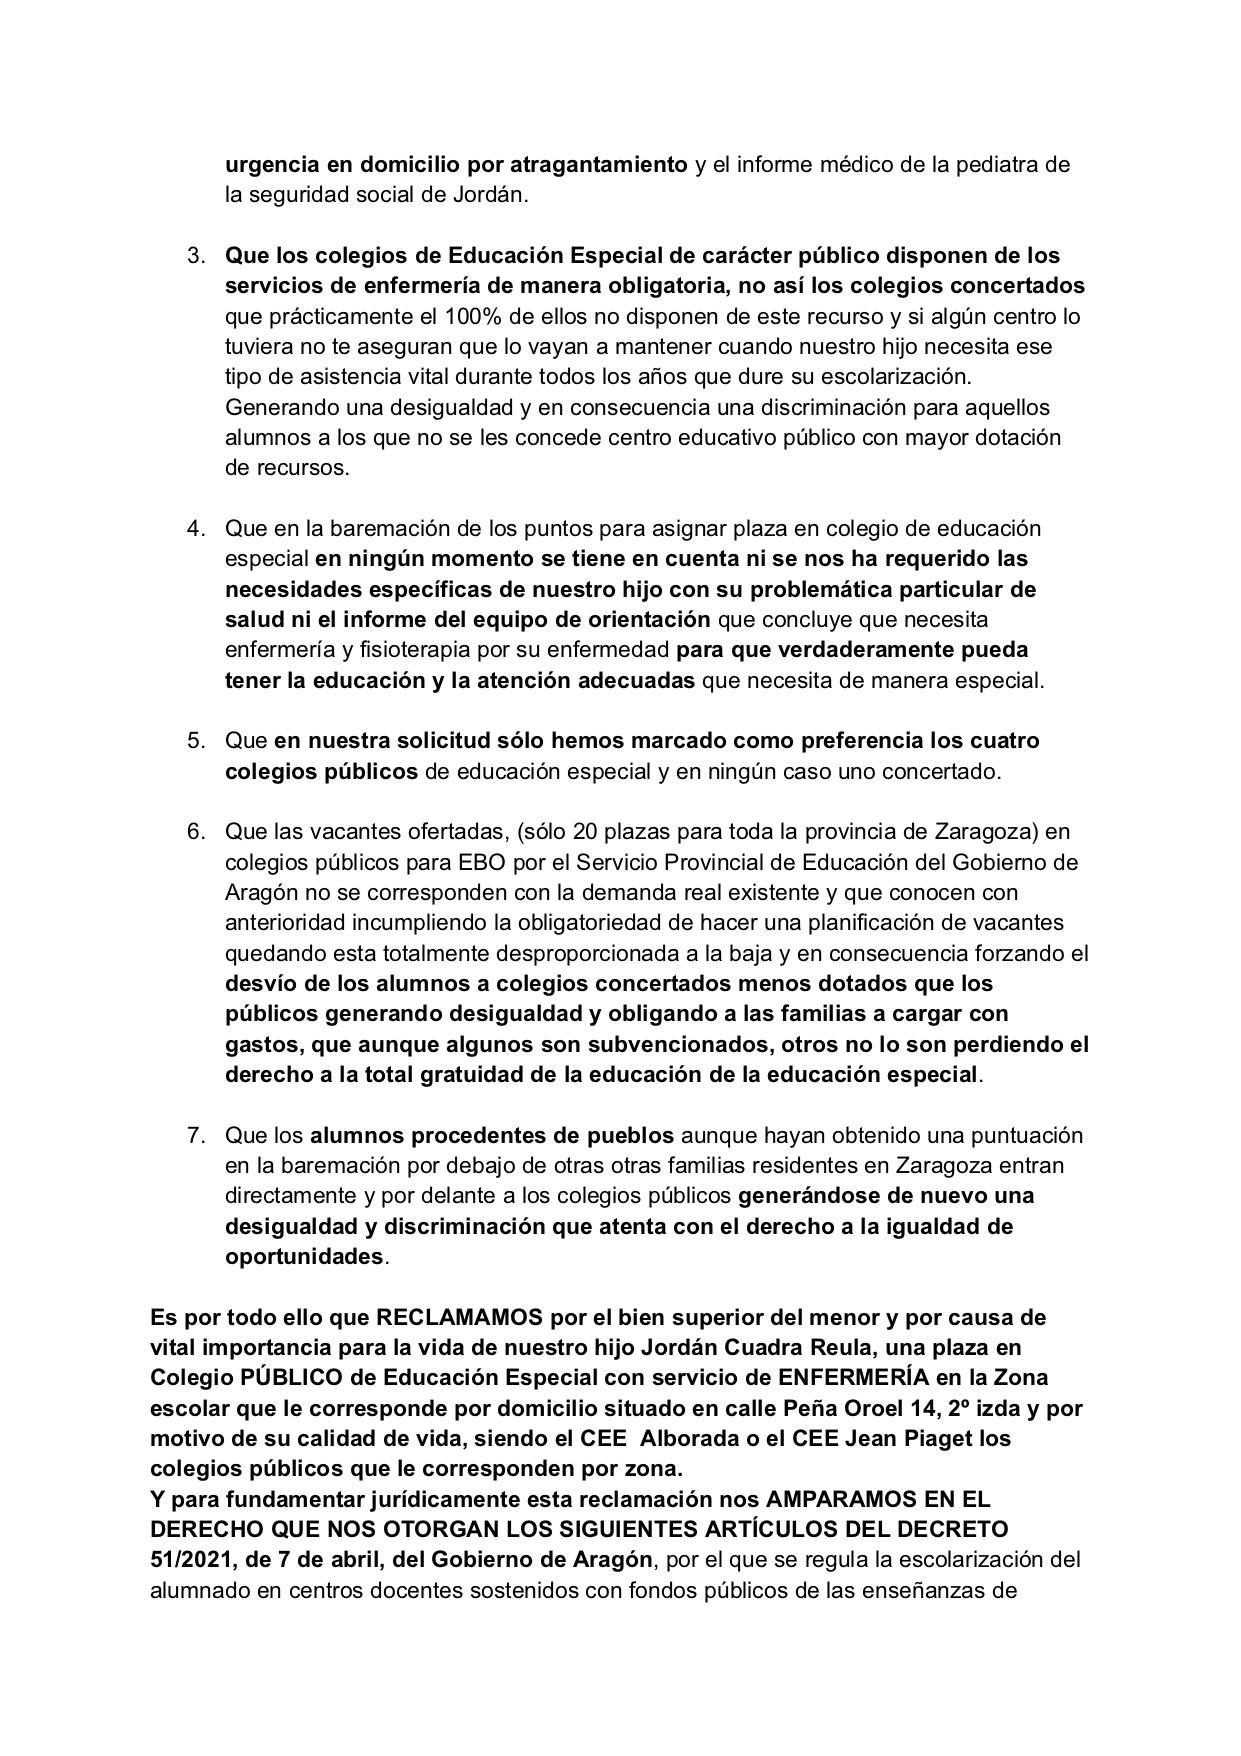 urgencia en domicilio por atragantamiento y el informe médico de la pediatra de
la seguridad social de Jordán.
3. Que los colegios de Educación Especial de carácter público disponen de los
servicios de enfermería de manera obligatoria, no así los colegios concertados
que prácticamente el 100% de ellos no disponen de este recurso y si algún centro lo
tuviera no te aseguran que lo vayan a mantener cuando nuestro hijo necesita ese
tipo de asistencia vital durante todos los años que dure su escolarización.
Generando una desigualdad y en consecuencia una discriminación para aquellos
alumnos a los que no se les concede centro educativo público con mayor dotación
de recursos.
4. Que en la baremación de los puntos para asignar plaza en colegio de educación
especial en ningún momento se tiene en cuenta ni se nos ha requerido las
necesidades específicas de nuestro hijo con su problemática particular de
salud ni el informe del equipo de orientación que concluye que necesita
enfermería y fisioterapia por su enfermedad para que verdaderamente pueda
tener la educación y la atención adecuadas que necesita de manera especial.
5. Que en nuestra solicitud sólo hemos marcado como preferencia los cuatro
colegios públicos de educación especial y en ningún caso uno concertado.
6. Que las vacantes ofertadas, (sólo 20 plazas para toda la provincia de Zaragoza) en
colegios públicos para EBO por el Servicio Provincial de Educación del Gobierno de
Aragón no se corresponden con la demanda real existente y que conocen con
anterioridad incumpliendo la obligatoriedad de hacer una planificación de vacantes
quedando esta totalmente desproporcionada a la baja y en consecuencia forzando el
desvío de los alumnos a colegios concertados menos dotados que los
públicos generando desigualdad y obligando a las familias a cargar con
gastos, que aunque algunos son subvencionados, otros no lo son perdiendo el
derecho a la total gratuidad de la educación de la educación especial.
7. Que los alumnos procedentes de pueblos aunque hayan obtenido una puntuación
en la baremación por debajo de otras otras familias residentes en Zaragoza entran
directamente y por delante a los colegios públicos generándose de nuevo una
desigualdad y discriminación que atenta con el derecho a la igualdad de
oportunidades.
Es por todo ello que RECLAMAMOS por el bien superior del menor y por causa de
vital importancia para la vida de nuestro hijo Jordán Cuadra Reula, una plaza en
Colegio PÚBLICO de Educación Especial con servicio de ENFERMERÍA en la Zona
escolar que le corresponde por domicilio situado en calle Peña Oroel 14, 2º izda y por
motivo de su calidad de vida, siendo el CEE  Alborada o el CEE Jean Piaget los
colegios públicos que le corresponden por zona.
Y para fundamentar jurídicamente esta reclamación nos AMPARAMOS EN EL
DERECHO QUE NOS OTORGAN LOS SIGUIENTES ARTÍCULOS DEL DECRETO
51/2021, de 7 de abril, del Gobierno de Aragón, por el que se regula la escolarización del
alumnado en centros docentes sostenidos con fondos públicos de las enseñanzas de